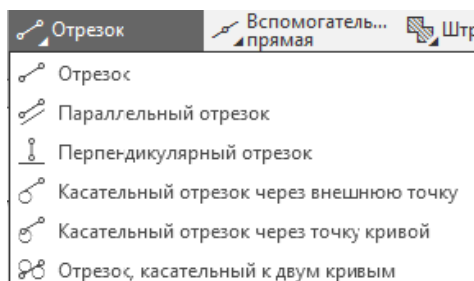 Отрезок
Вспомогатель...
прямая
Штр
Отрезок
Параллельный отрезок
Перпендикулярный отрезок
Касательный отрезок через внешнюю точку
Касательный отрезок через точку кривой
Отрезок, касательный к двум кривым